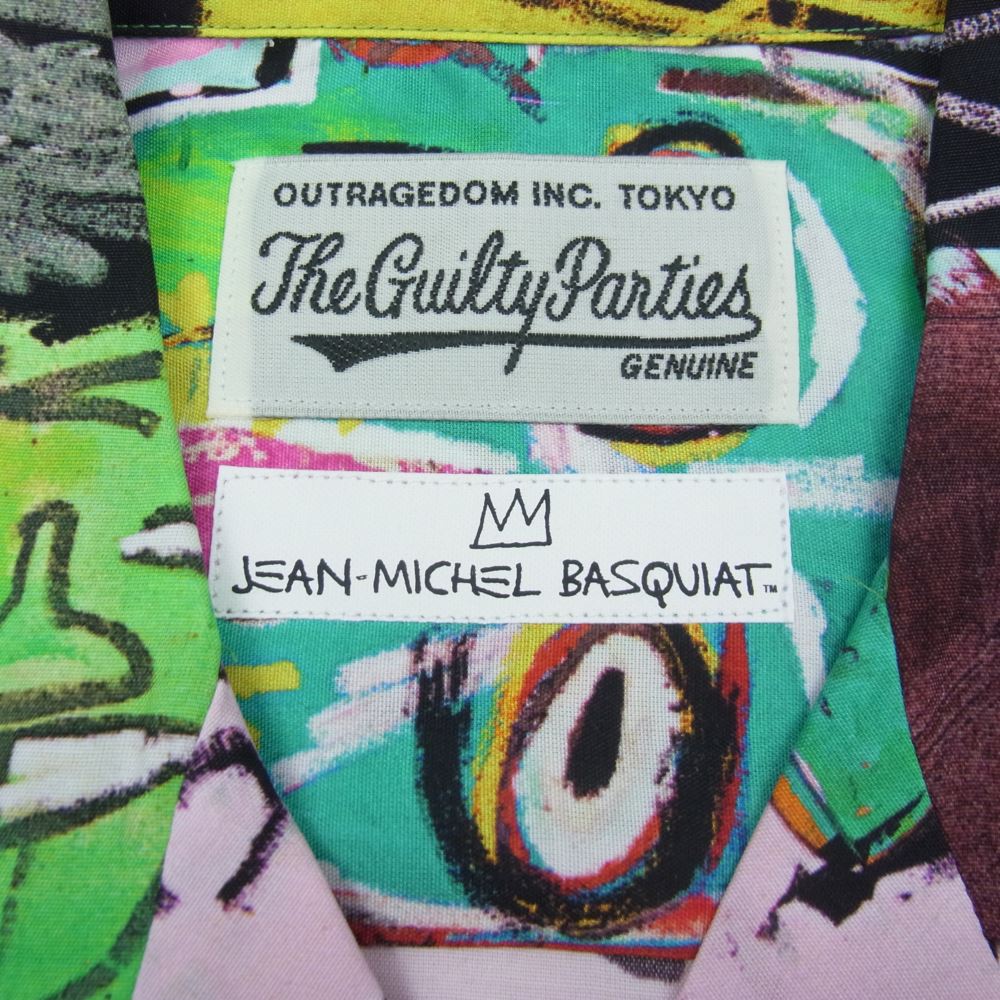 OUTRAGEDOM INC. TOKYO
The Guilty Parties
GENUINE
JEAN-MICHEL BASQUIAT™